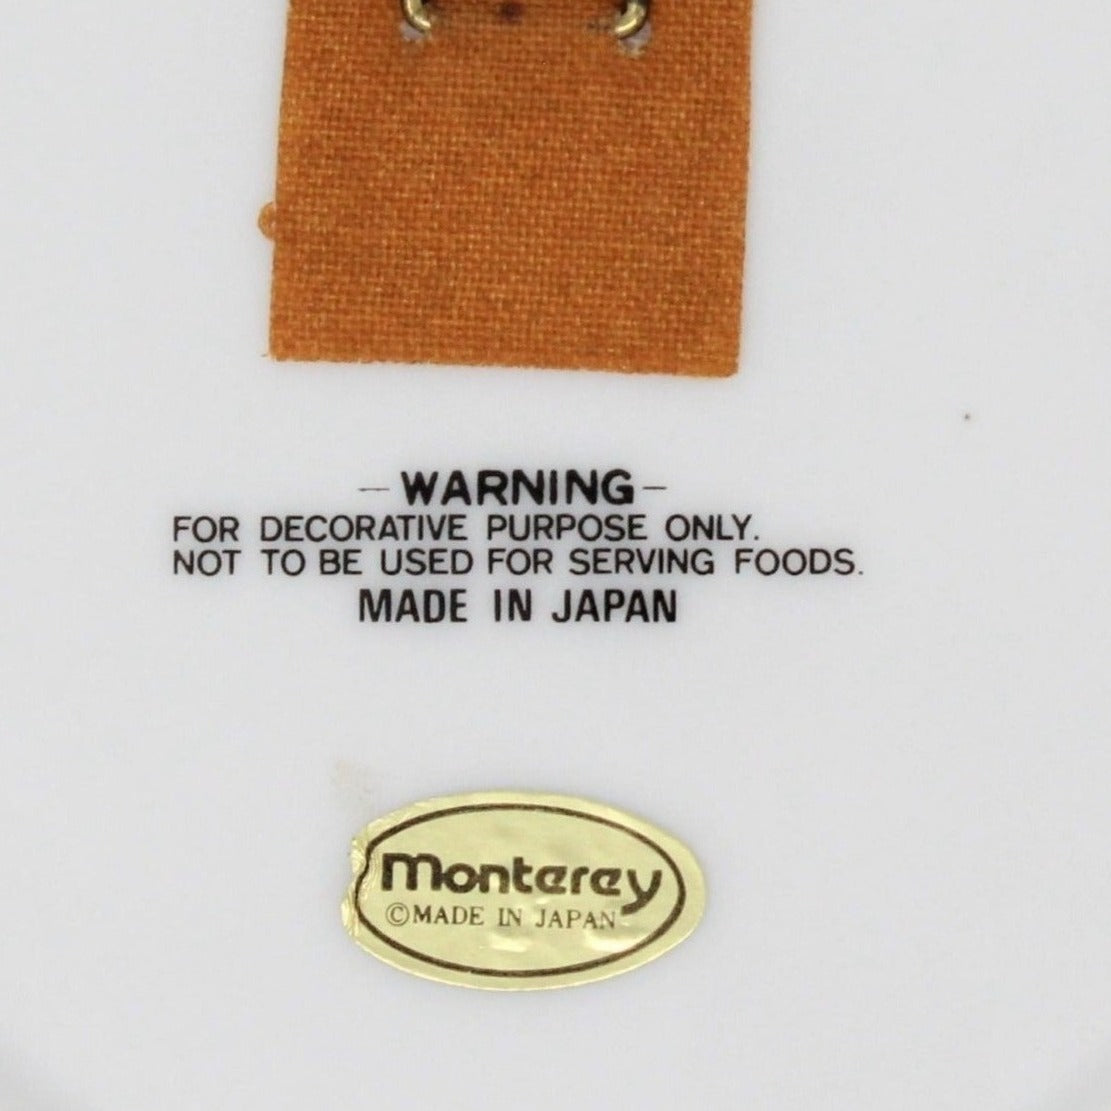 - WARNING -
FOR DECORATIVE PURPOSE ONLY.
NOT TO BE USED FOR SERVING FOODS.
MADE IN JAPAN
Monterey
©MADE IN JAPAN